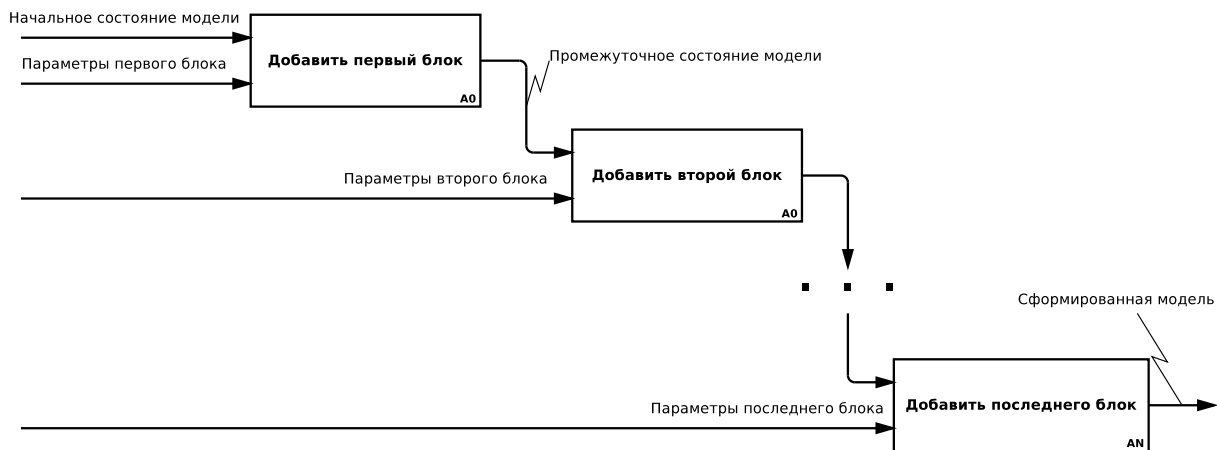 Начальное состояние модели
Параметры первого блока
Добавить первый блок
A0
Промежуточное состояние модели
Параметры второго блока
Добавить второй блок
A0
Сформированная модель
Параметры последнего блока
Добавить последнего блок
AN